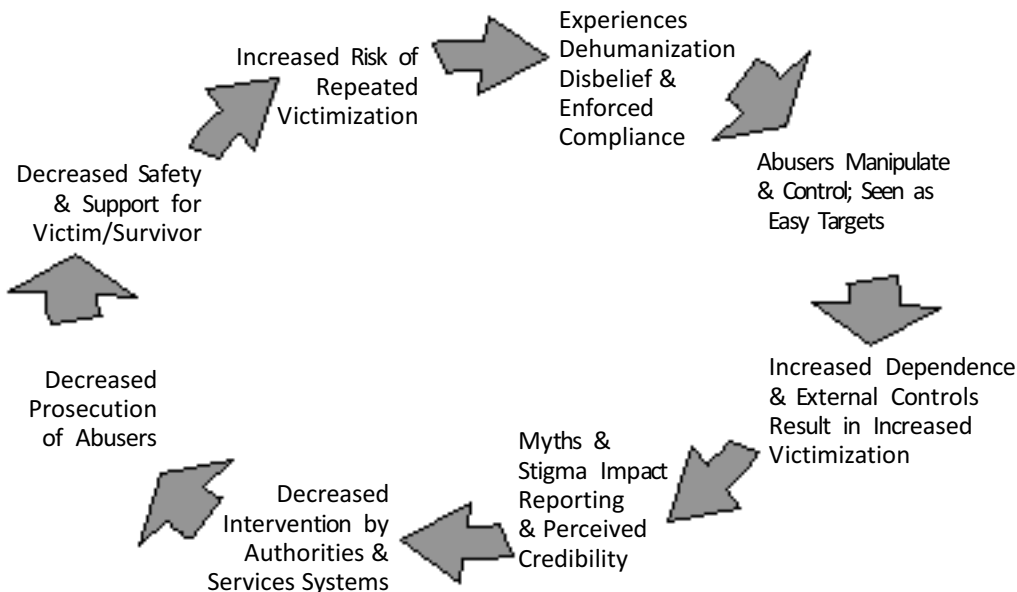 Experiences
Dehumanization
Disbelief &
Enforced
Compliance
Abusers Manipulate
& Control; Seen as
Easy Targets
Increased Dependence
& External Controls
Result in Increased
Victimization
Myths &
Stigma Impact
Reporting
& Perceived
Credibility
Decreased
Intervention by
Authorities &
Services Systems
Decreased
Prosecution
of Abusers
Decreased Safety
& Support for
Victim/Survivor
Increased Risk of
Repeated
Victimization